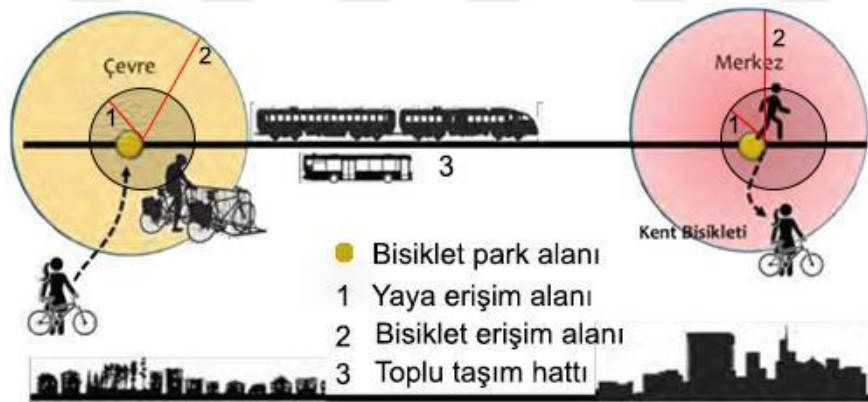 Çevre
2
1
Merkez
2
1
3
Kent Bisikleti
Bisiklet park alanı
1 Yaya erişim alanı
2 Bisiklet erişim alanı
3 Toplu taşım hattı